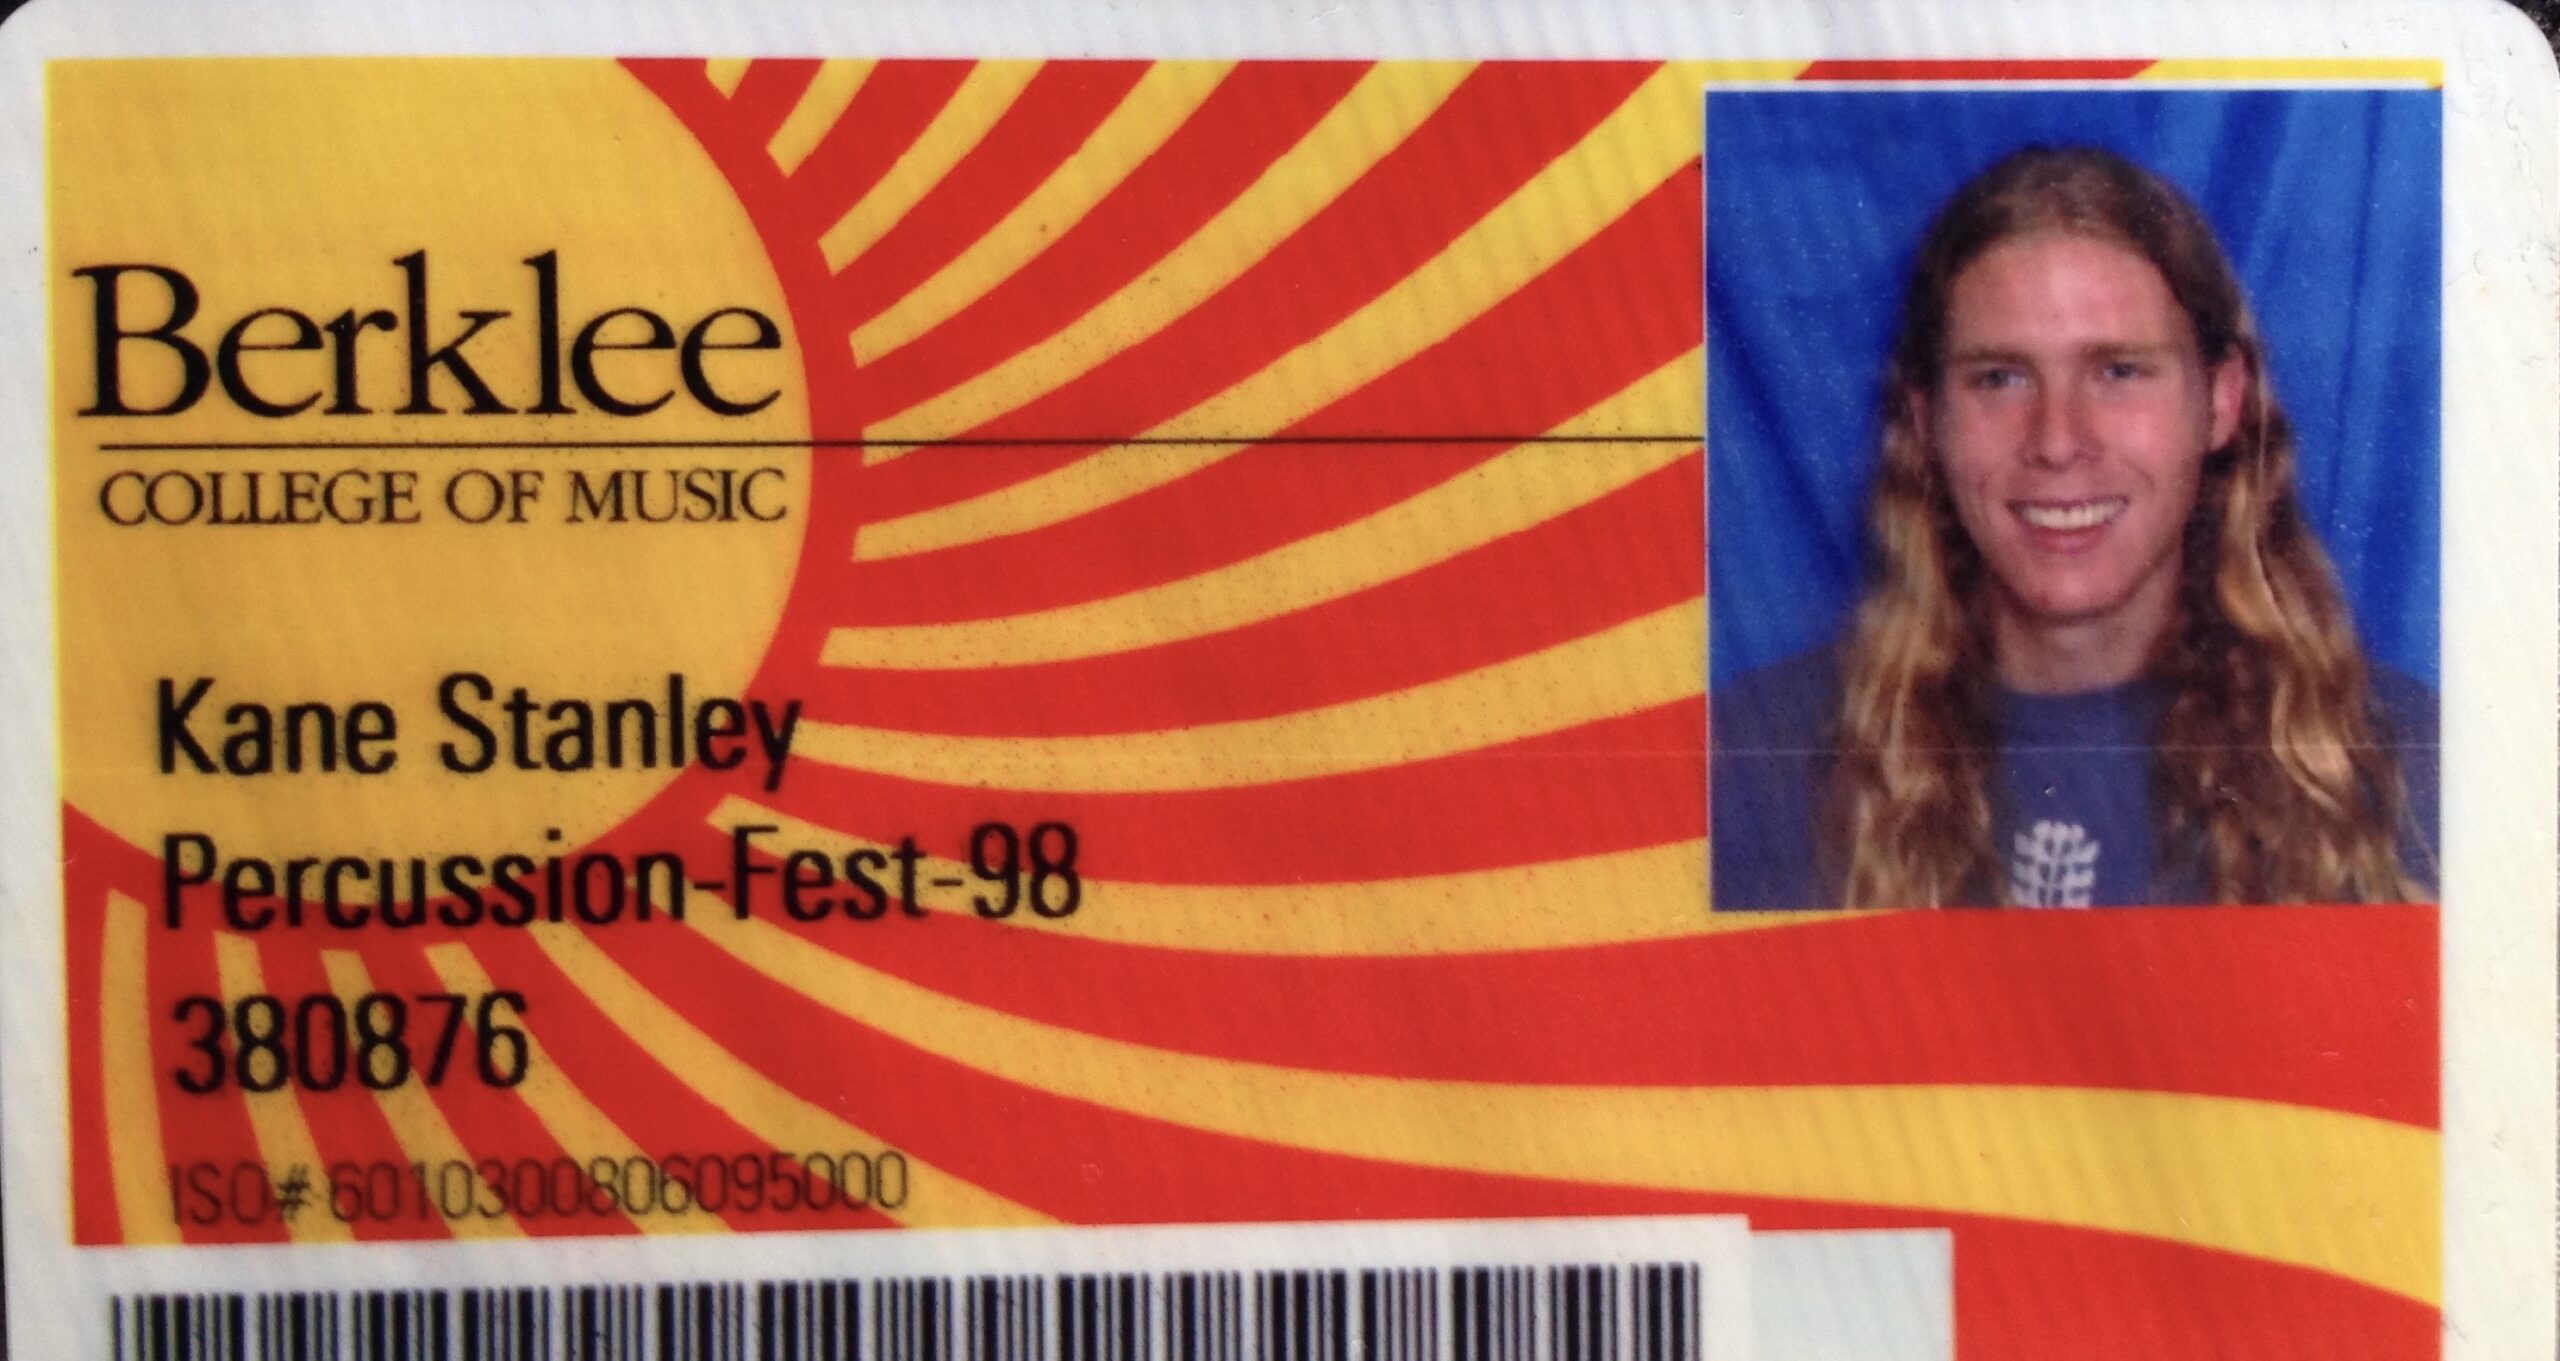 Berklee
COLLEGE OF MUSIC
Kane Stanley
Percussion-Fest-98
380876
ISO# 6010300806095000